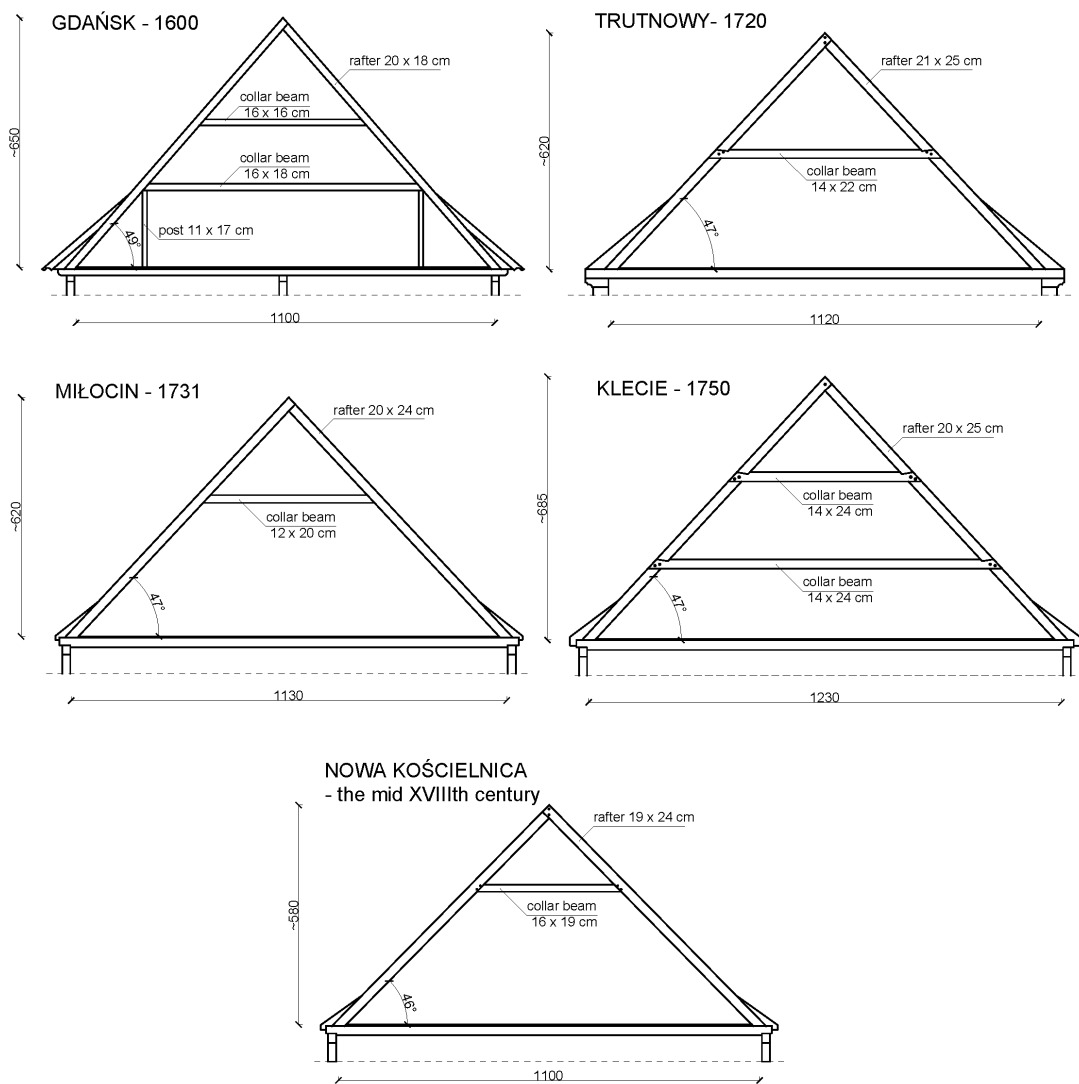 GDAŃSK - 1600
rafter 20 x 18 cm
collar beam
16 x 16 cm
collar beam
16 x 18 cm
post 11 x 17 cm
49°
~650
1100
TRUTNOWY- 1720
rafter 21 x 25 cm
collar beam
14 x 22 cm
47°
~620
1120
MIŁOCIN - 1731
rafter 20 x 24 cm
collar beam
12 x 20 cm
47°
~620
1130
KLECIE - 1750
rafter 20 x 25 cm
collar beam
14 x 24 cm
collar beam
14 x 24 cm
47°
~685
1230
NOWA KOŚCIELNICA
- the mid XVIIIth century
rafter 19 x 24 cm
collar beam
16 x 19 cm
46°
~580
1100